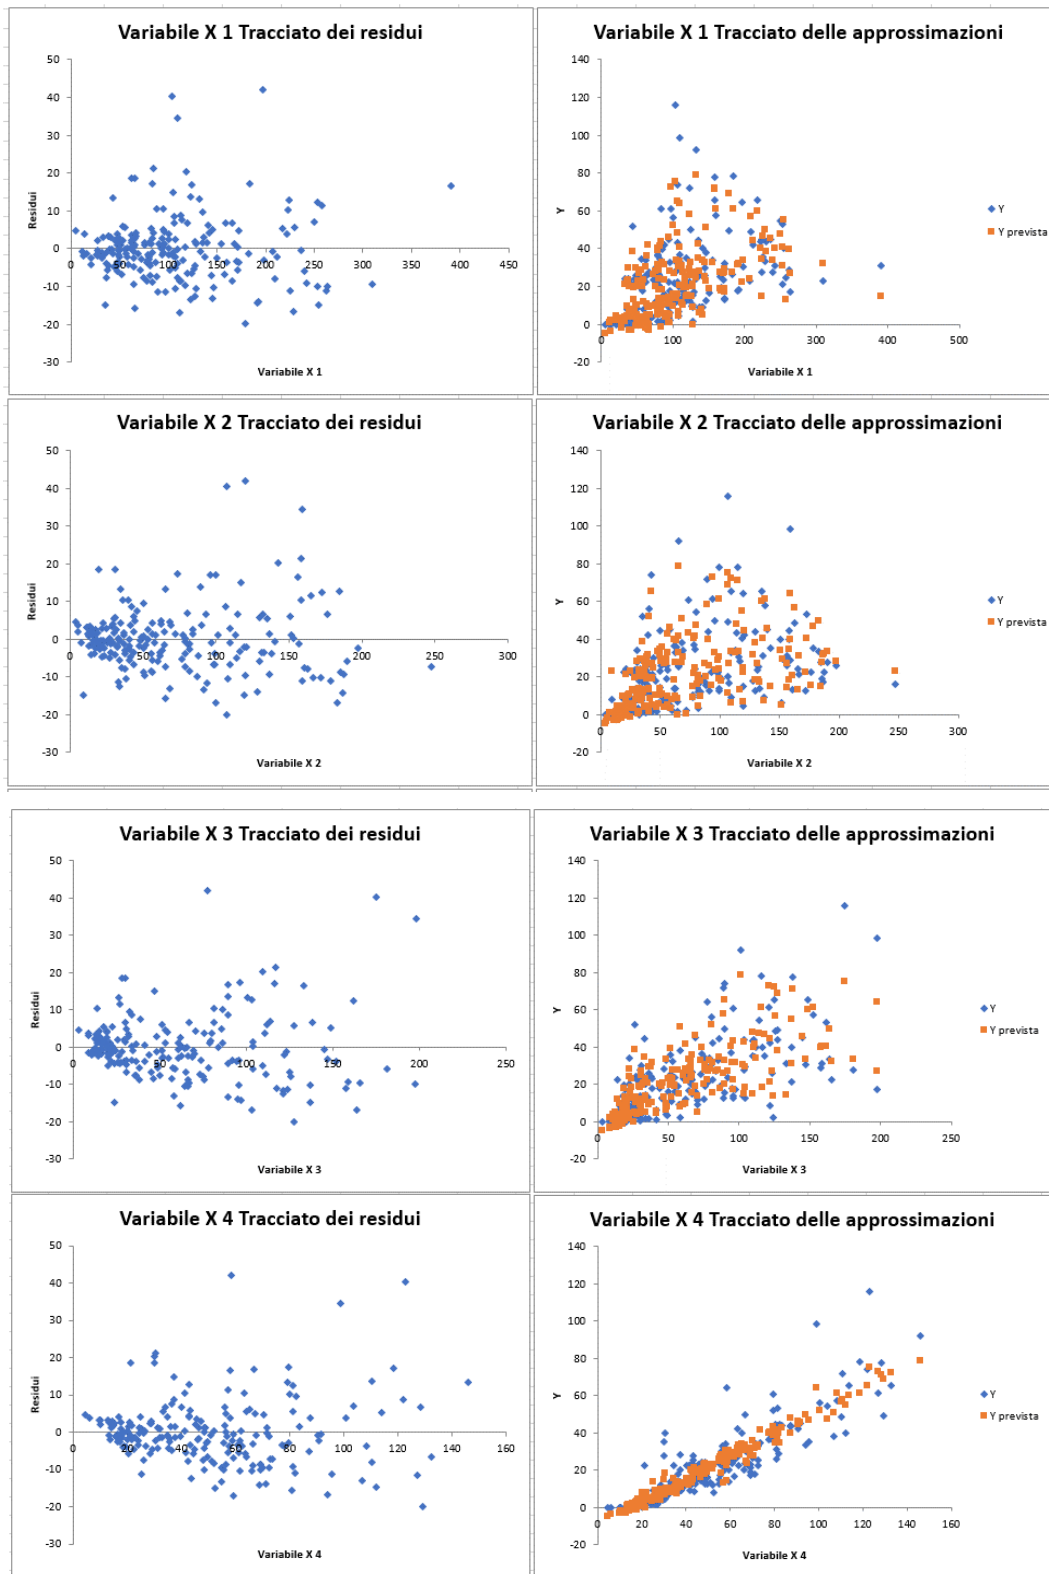 Variabile X 1 Tracciato dei residui
50
40
30
20
10
0
-10
-20
-30
0 50 100 150 200 250 300 350 400 450
Residui
Variabile X 1
Variabile X 1 Tracciato delle approssimazioni
140
120
100
80
60
40
20
0
-20
0 100 200 300 400 500
Y
Variabile X 1
Y
Y prevista
Variabile X 2 Tracciato dei residui
50
40
30
20
10
0
-10
-20
-30
0 50 100 150 200 250 300
Residui
Variabile X 2
Variabile X 2 Tracciato delle approssimazioni
140
120
100
80
60
40
20
0
-20
0 50 100 150 200 250 300
Y
Variabile X 2
Y
Y prevista
Variabile X 3 Tracciato dei residui
50
40
30
20
10
0
-10
-20
-30
0 50 100 150 200 250
Residui
Variabile X 3
Variabile X 3 Tracciato delle approssimazioni
140
120
100
80
60
40
20
0
-20
0 50 100 150 200 250
Y
Variabile X 3
Y
Y prevista
Variabile X 4 Tracciato dei residui
50
40
30
20
10
0
-10
-20
-30
0 20 40 60 80 100 120 140 160
Residui
Variabile X 4
Variabile X 4 Tracciato delle approssimazioni
140
120
100
80
60
40
20
0
-20
0 20 40 60 80 100 120 140 160
Y
Variabile X 4
Y
Y prevista